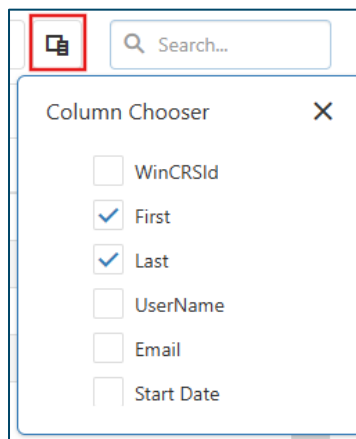 Search...
Column Chooser
WinCRSId
First
Last
UserName
Email
Start Date